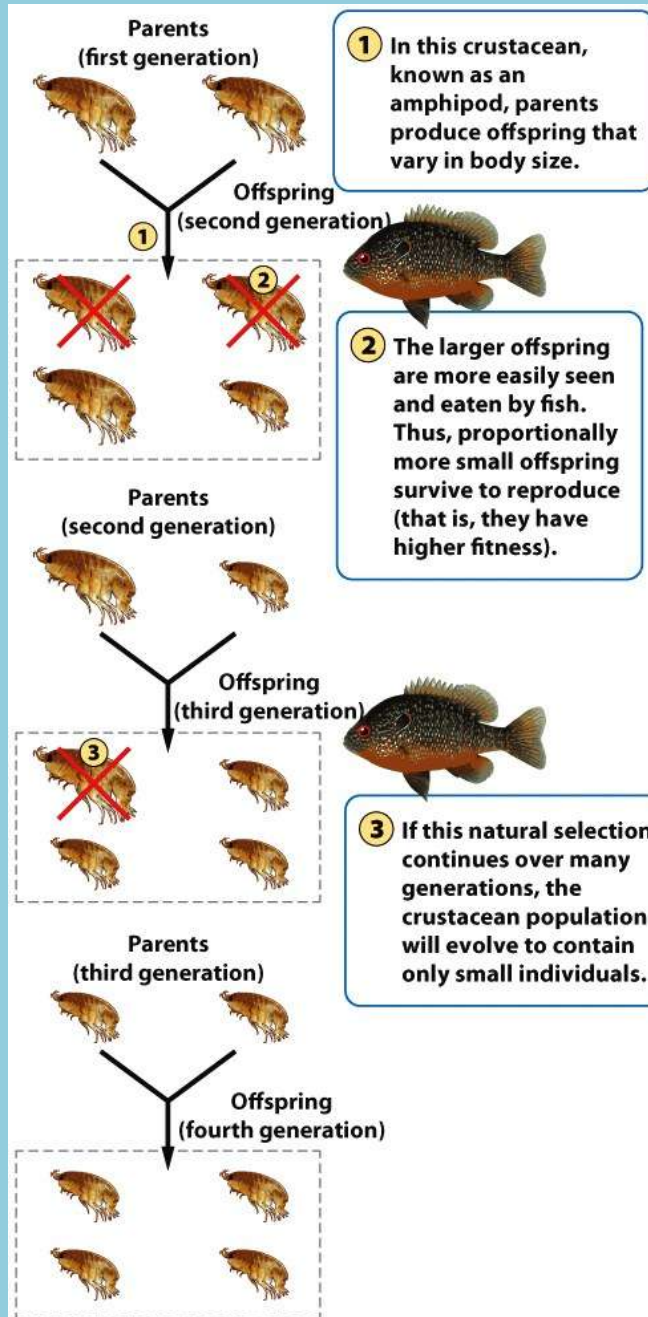 Parents
(first generation)
1 In this crustacean,
known as an
amphipod, parents
produce offspring that
vary in body size.
Offspring
(second generation)
1
2
2 The larger offspring
are more easily seen
and eaten by fish.
Thus, proportionally
more small offspring
survive to reproduce
(that is, they have
higher fitness).
Parents
(second generation)
Offspring
(third generation)
3
3 If this natural selection
continues over many
generations, the
crustacean population
will evolve to contain
only small individuals.
Parents
(third generation)
Offspring
(fourth generation)